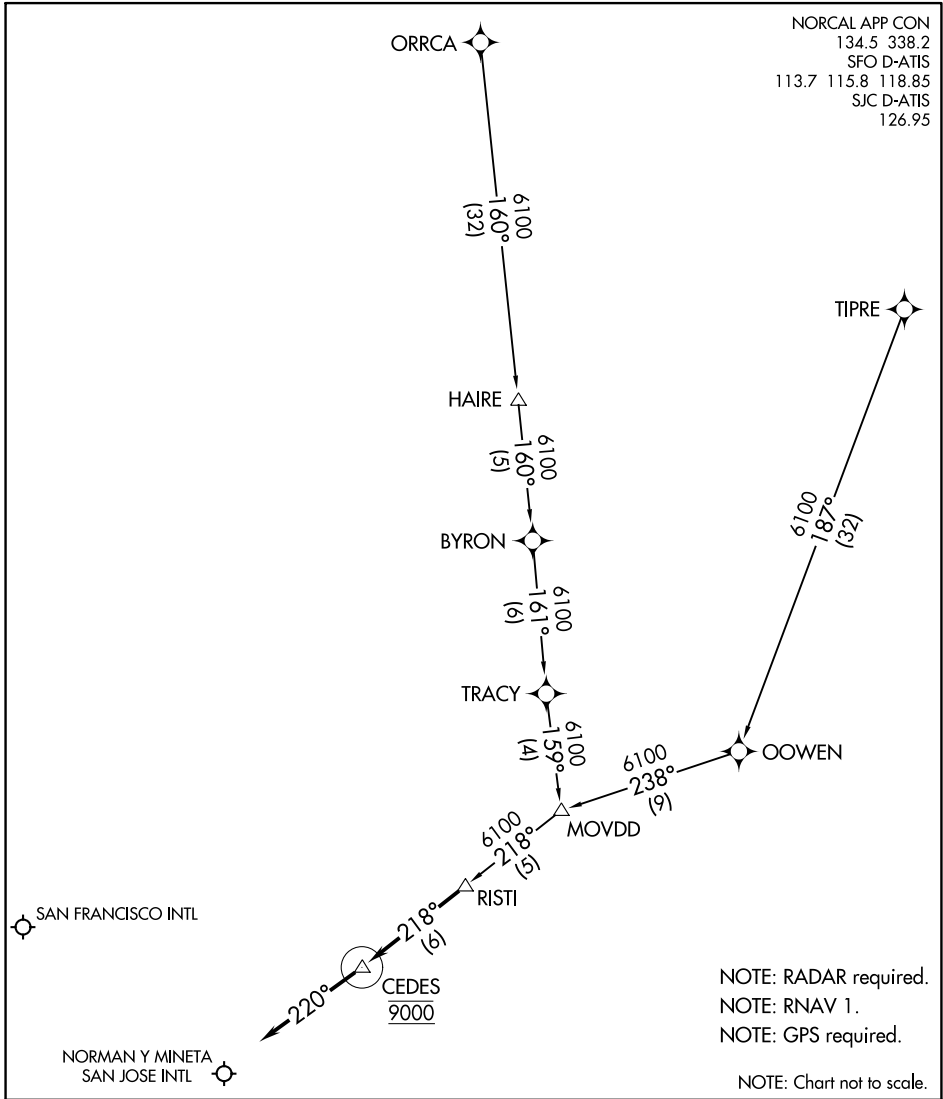 NORCAL APP CON
134.5 338.2
SFO D-ATIS
113.7 115.8 118.85
SJC D-ATIS
126.95
ORRCA
6100
160°
(32)
TIPRE
HAIRE
6100
160°
(5)
6100
187°
(32)
BYRON
6100
161°
(6)
TRACY
6100
159°
(4)
OOWEN
6100
238°
(9)
MOVDD
6100
218°
(5)
RISTI
SAN FRANCISCO INTL
218°
(6)
CEDES
9000
220°
NORMAN Y MINETA
SAN JOSE INTL
NOTE: RADAR required.
NOTE: RNAV 1.
NOTE: GPS required.
NOTE: Chart not to scale.